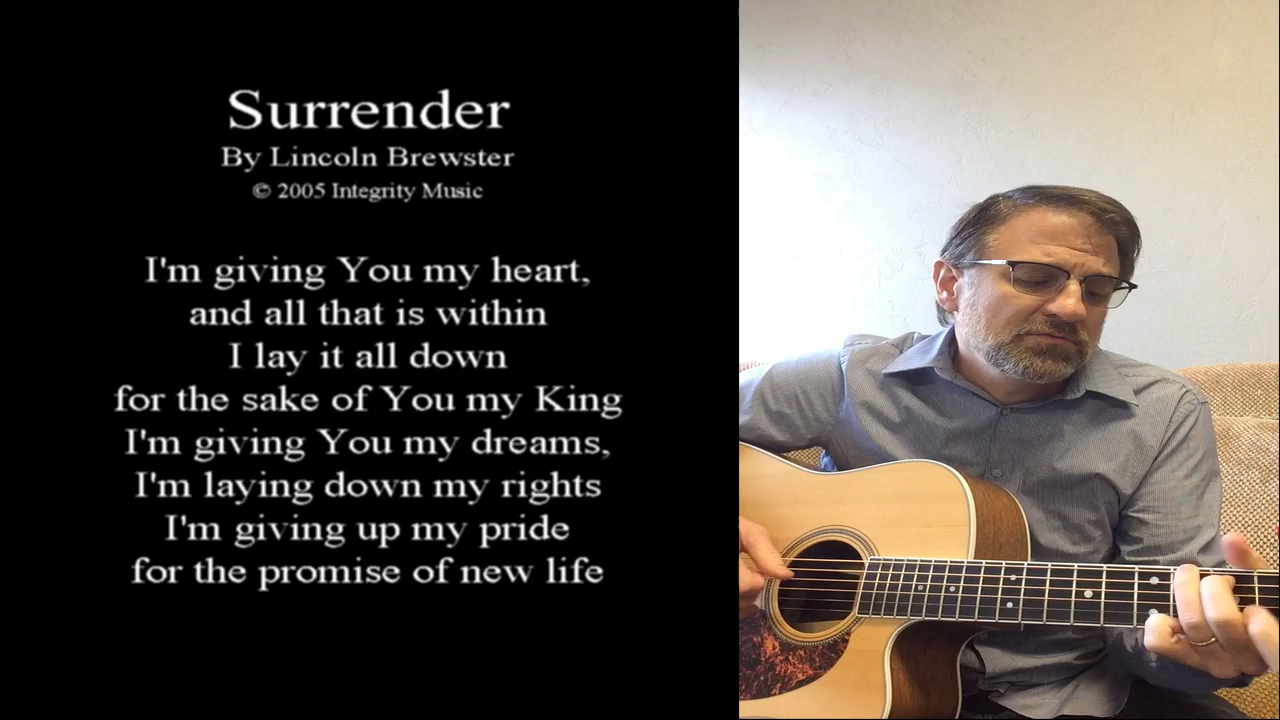 Surrender
By Lincoln Brewster
© 2005 Integrity Music
I'm giving You my heart,
and all that is within
I lay it all down
for the sake of You my King
I'm giving You my dreams,
I'm laying down my rights
I'm giving up my pride
for the promise of new life